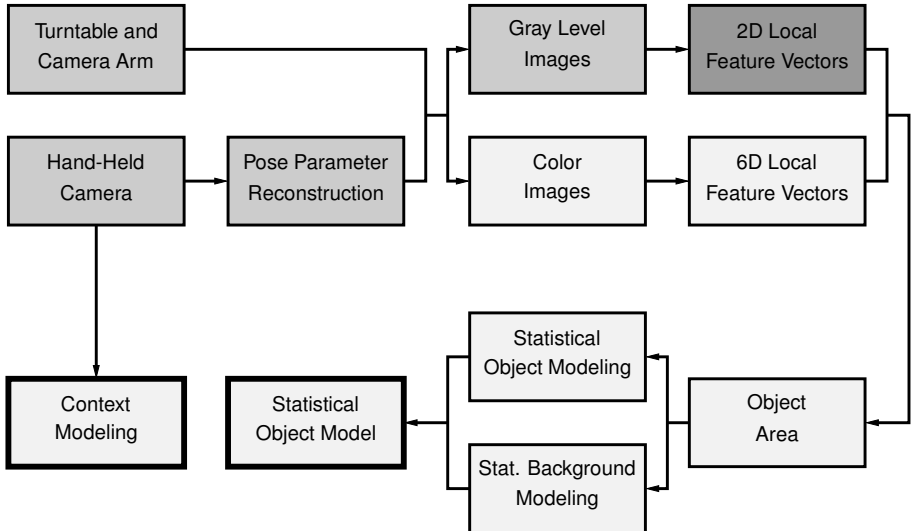 Turntable and
Camera Arm
Gray Level
Images
2D Local
Feature Vectors
Hand-Held
Camera
Pose Parameter
Reconstruction
Color
Images
6D Local
Feature Vectors
Statistical
Object Modeling
Context
Modeling
Statistical
Object Model
Object
Area
Stat. Background
Modeling